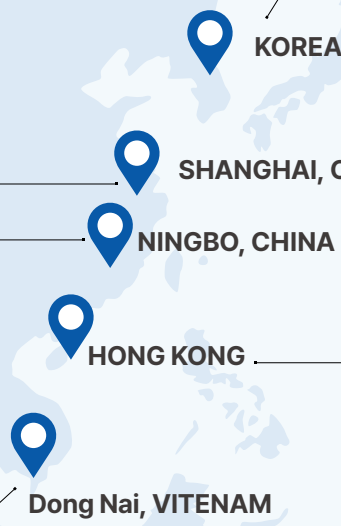 KOREA
SHANGHAI, C
NINGBO, CHINA
HONG KONG
Dong Nai, VITENAM